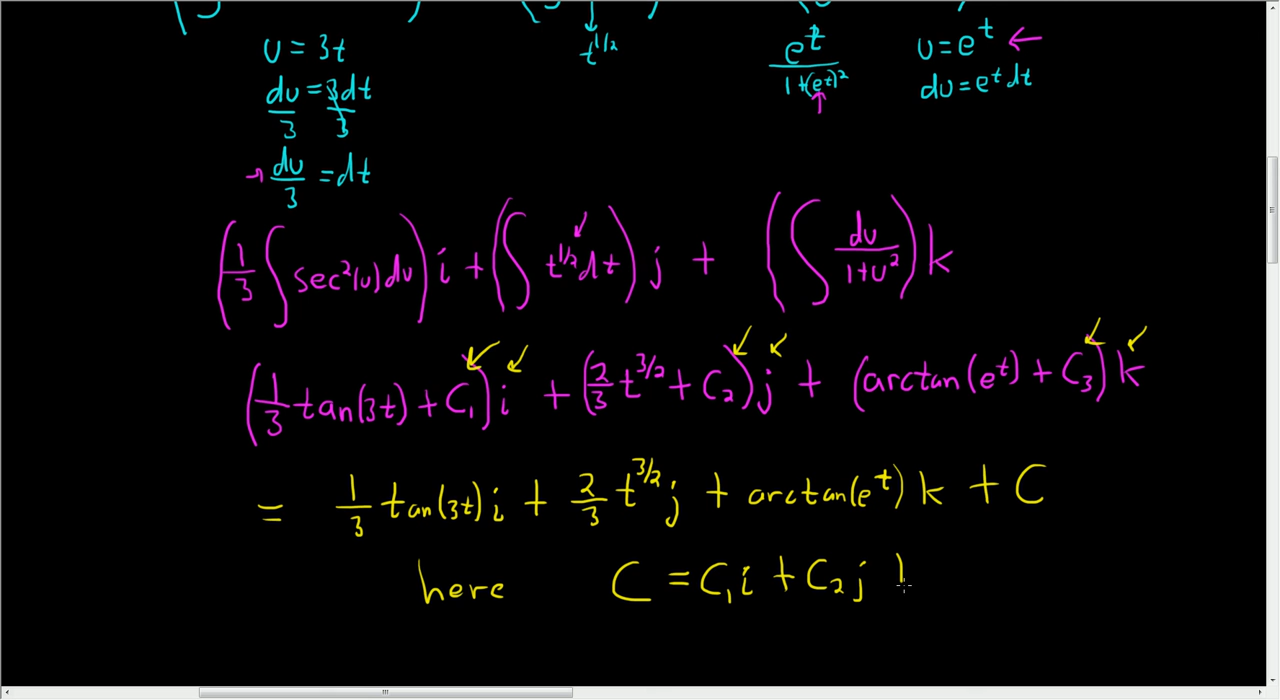 u = 3t
du/3 = 3dt/3
du/3 = dt
t^{1/2}
e^t/(1+(e^t)^2)
u = e^t
du = e^t dt
(1/3 ∫ sec²(u) du) i + (∫ t^{1/2} dt) j + (∫ du/(1+u²)) k
(1/3 tan(3t) + C₁) i + (2/3 t^{3/2} + C₂) j + (arctan(e^t) + C₃) k
= 1/3 tan(3t) i + 2/3 t^{3/2} j + arctan(e^t) k + C
here C = C₁i + C₂j